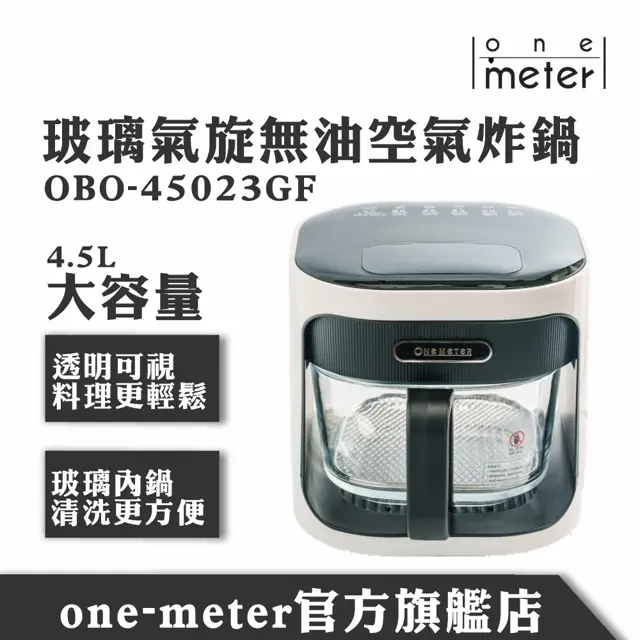 one
meter
玻璃氣旋無油空氣炸鍋
OBO-45023GF
4.5L
大容量
透明可視
料理更輕鬆
玻璃內鍋
清洗更方便
ONEMETER
one-meter官方旗艦店